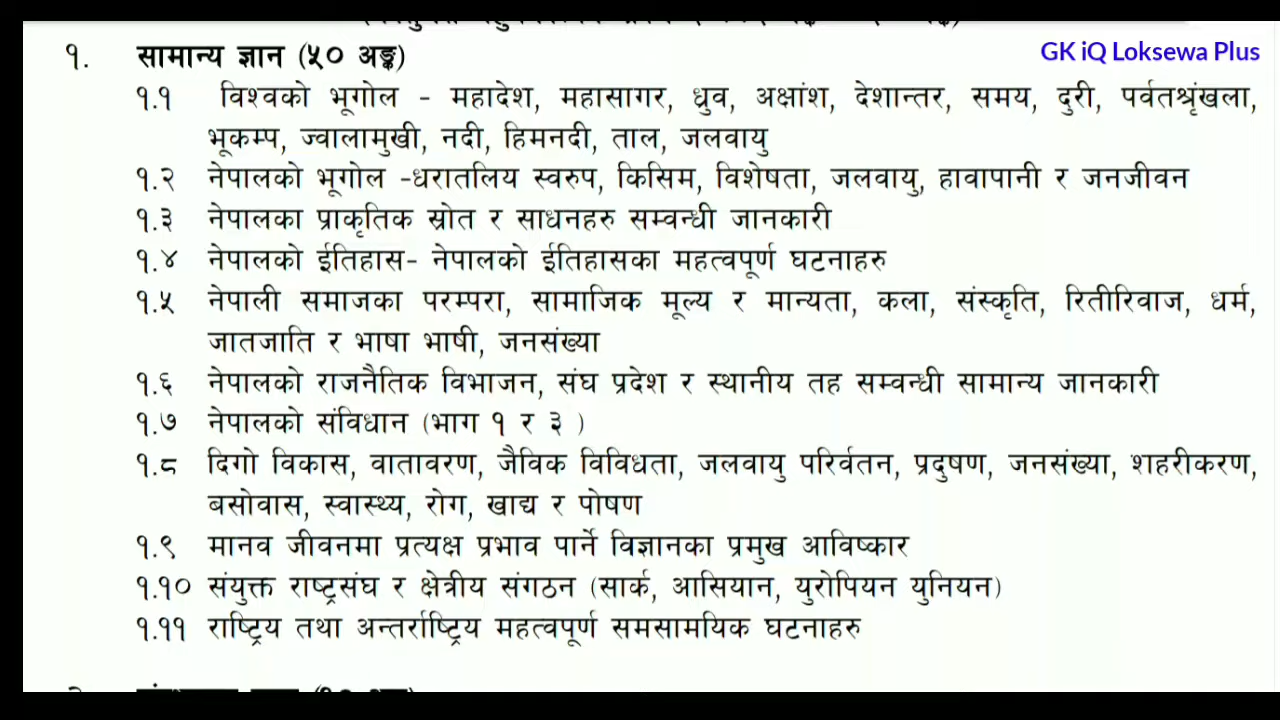 GK iQ Loksewa Plus
१. सामान्य ज्ञान (५० अङ्क)
१.१ विश्वको भूगोल - महादेश, महासागर, ध्रुव, अक्षांश, देशान्तर, समय, दुरी, पर्वतश्रृंखला,
भूकम्प, ज्वालामुखी, नदी, हिमनदी, ताल, जलवायु
१.२ नेपालको भूगोल -धरातलिय स्वरुप, किसिम, विशेषता, जलवायु, हावापानी र जनजीवन
१.३ नेपालका प्राकृतिक स्रोत र साधनहरु सम्वन्धी जानकारी
१.४ नेपालको ईतिहास- नेपालको ईतिहासका महत्वपूर्ण घटनाहरु
१.५ नेपाली समाजका परम्परा, सामाजिक मूल्य र मान्यता, कला, संस्कृति, रितीरिवाज, धर्म,
जातजाति र भाषा भाषी, जनसंख्या
१.६ नेपालको राजनैतिक विभाजन, संघ प्रदेश र स्थानीय तह सम्वन्धी सामान्य जानकारी
१.७ नेपालको संविधान (भाग १ र ३ )
१.८ दिगो विकास, वातावरण, जैविक विविधता, जलवायु परिर्वतन, प्रदुषण, जनसंख्या, शहरीकरण,
बसोवास, स्वास्थ्य, रोग, खाद्य र पोषण
१.९ मानव जीवनमा प्रत्यक्ष प्रभाव पार्ने विज्ञानका प्रमुख आविष्कार
१.१० संयुक्त राष्ट्रसंघ र क्षेत्रीय संगठन (सार्क, आसियान, युरोपियन युनियन)
१.११ राष्ट्रिय तथा अन्तर्राष्ट्रिय महत्वपूर्ण समसामयिक घटनाहरु